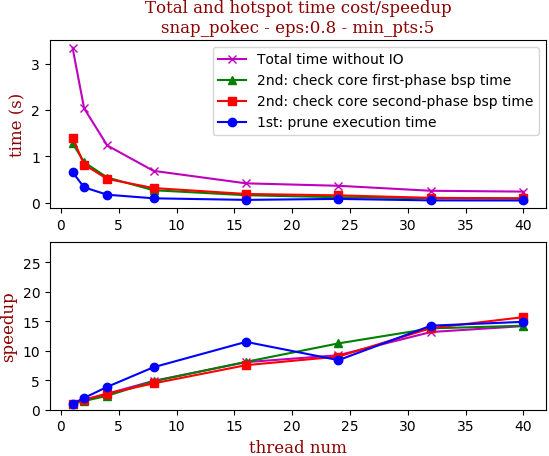 Total and hotspot time cost/speedup
snap_pokec - eps:0.8 - min_pts:5
time (s)
3
2
1
0
Total time without IO
2nd: check core first-phase bsp time
2nd: check core second-phase bsp time
1st: prune execution time
0 5 10 15 20 25 30 35 40
speedup
25
20
15
10
5
0
0 5 10 15 20 25 30 35 40
thread num